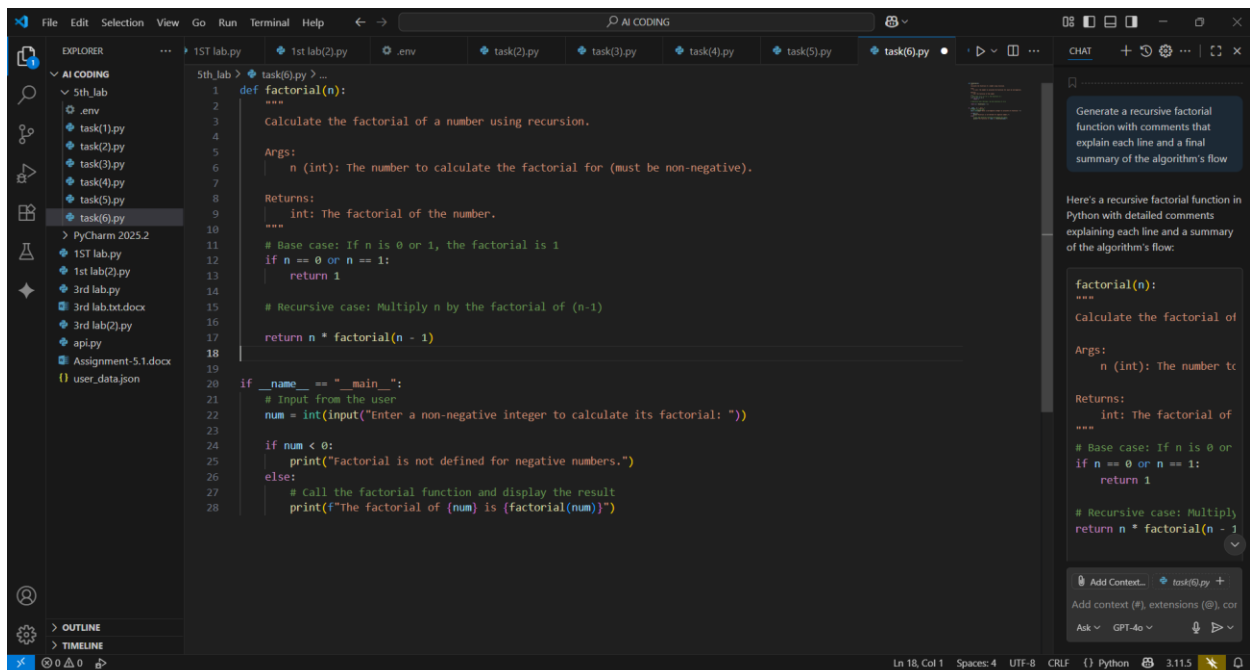 File Edit Selection View Go Run Terminal Help
AI CODING
EXPLORER
AI CODING
5th_lab
.env
task(1).py
task(2).py
task(3).py
task(4).py
task(5).py
task(6).py
PyCharm 2025.2
1ST lab.py
1st lab(2).py
3rd lab.py
3rd lab.txt.docx
3rd lab(2).py
api.py
Assignment-5.1.docx
user_data.json
OUTLINE
TIMELINE
1ST lab.py 1st lab(2).py .env task(2).py task(3).py task(4).py task(5).py task(6).py
5th_lab > task(6).py > ...
1 def factorial(n):
2 """
3 Calculate the factorial of a number using recursion.
4
5 Args:
6 n (int): The number to calculate the factorial for (must be non-negative).
7
8 Returns:
9 int: The factorial of the number.
10 """
11 # Base case: If n is 0 or 1, the factorial is 1
12 if n == 0 or n == 1:
13 return 1
14
15 # Recursive case: Multiply n by the factorial of (n-1)
16
17 return n * factorial(n - 1)
18
19
20 if __name__ == "__main__":
21 # Input from the user
22 num = int(input("Enter a non-negative integer to calculate its factorial: "))
23
24 if num < 0:
25 print("Factorial is not defined for negative numbers.")
26 else:
27 # Call the factorial function and display the result
28 print(f"The factorial of {num} is {factorial(num)}")
CHAT
Generate a recursive factorial
function with comments that
explain each line and a final
summary of the algorithm's flow
Here's a recursive factorial function in
Python with detailed comments
explaining each line and a summary
of the algorithm's flow:
factorial(n):
"""
Calculate the factorial of
Args:
n (int): The number to
Returns:
int: The factorial of
"""
# Base case: If n is 0 or
if n == 0 or n == 1:
return 1
# Recursive case: Multiply
return n * factorial(n - 1
Add Context... task(6).py +
Add context (#), extensions (@), cor
Ask GPT-4o
0 0 Ln 18, Col 1 Spaces: 4 UTF-8 CRLF {} Python 3.11.5